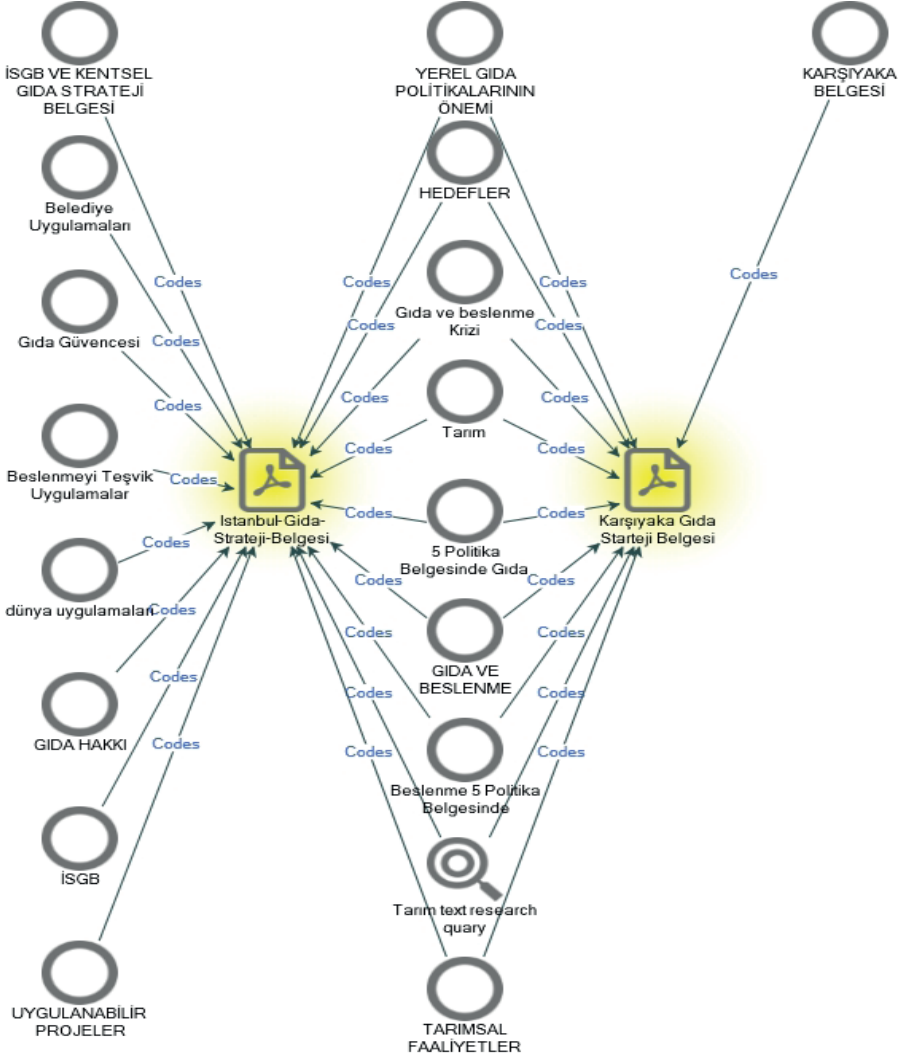 İSGB VE KENTSEL
GIDA STRATEJİ
BELGESİ
YEREL GIDA
POLİTİKALARININ
ÖNEMİ
KARŞIYAKA
BELGESİ
Belediye
Uygulamaları
HEDEFLER
Codes
Codes
Codes
Codes
Gıda Güvencesi
Codes
Gıda ve beslenme
Krizi
Codes
Codes
Codes
Codes
Codes
Tarım
Codes
Codes
Beslenmeyi Teşvik
Uygulamalar
Codes
Istanbul-Gida-
Strateji-Belgesi
Karşıyaka Gıda
Starteji Belgesi
Codes
5 Politika
Belgesinde Gıda
Codes
Codes
dünya uygulamaları
Codes
Codes
Codes
GIDA VE
BESLENME
Codes
Codes
GIDA HAKKI
Codes
Codes
Codes
Codes
Codes
Codes
Beslenme 5 Politika
Belgesinde
İSGB
Tarım text research
quary
UYGULANABİLİR
PROJELER
TARIMSAL
FAALİYETLER